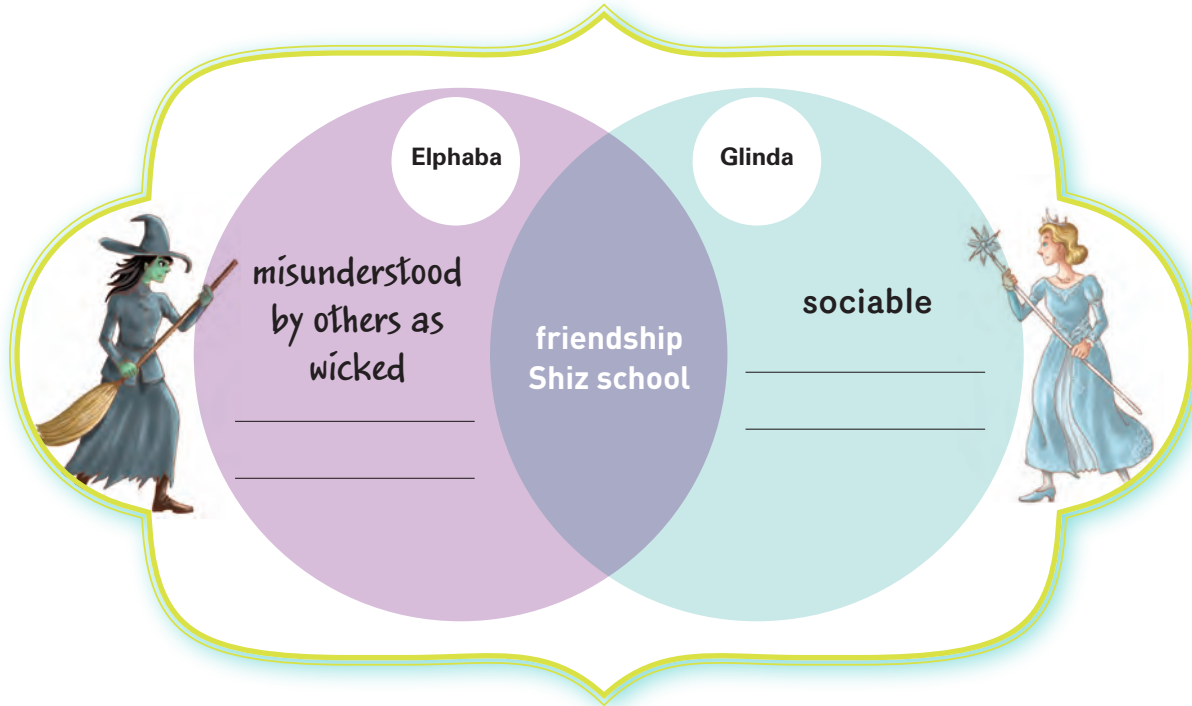 Elphaba
misunderstood
by others as
wicked
friendship
Shiz school
Glinda
sociable